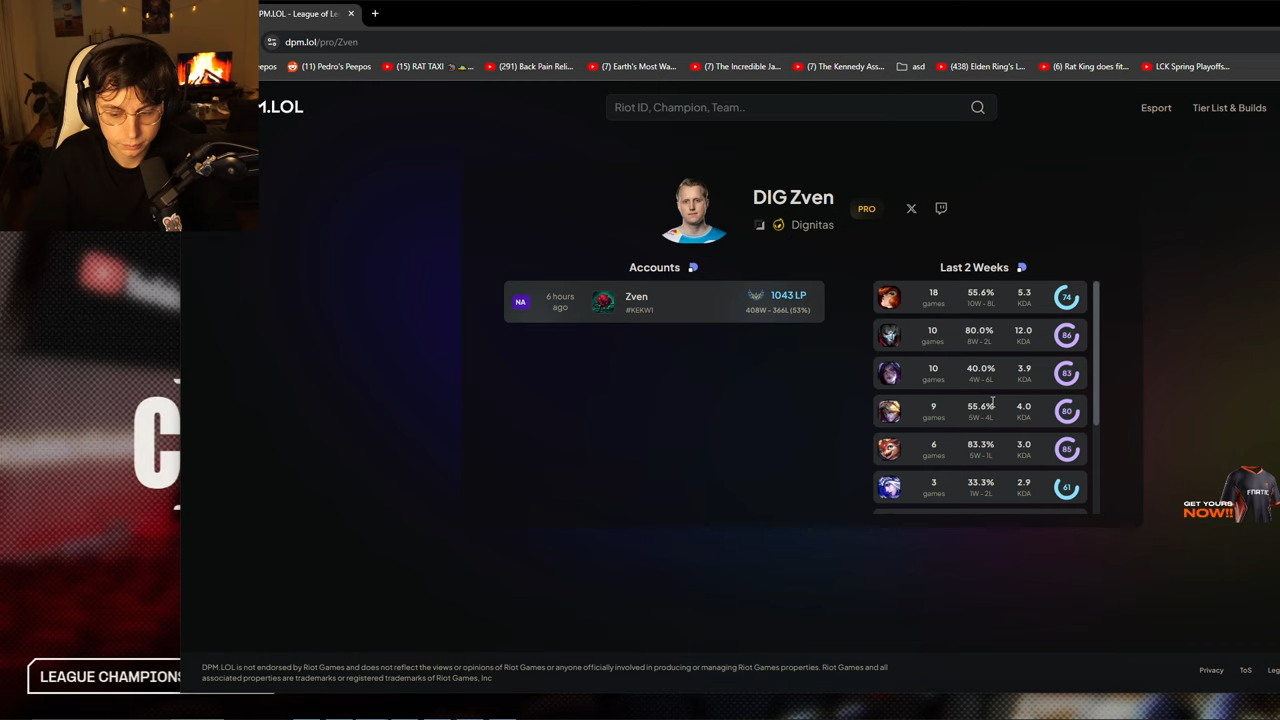 DPM.LOL - League of Le
dpm.lol/pro/Zven
epos
(11) Pedro's Peepos
(15) RAT TAXI
(291) Back Pain Reli...
(7) Earth's Most Wa...
(7) The Incredible Ja...
(7) The Kennedy Ass...
asd
(438) Elden Ring's L...
(6) Rat King does fit...
LCK Spring Playoffs...
M.LOL
Riot ID, Champion, Team..
Esport
Tier List & Builds
DIG Zven
PRO
Dignitas
Accounts
NA
6 hours
ago
Zven
#KEKW1
1043 LP
408W - 366L (53%)
Last 2 Weeks
18 55.6% 5.3 74
games 10W - 8L KDA
10 80.0% 12.0 86
games 8W - 2L KDA
10 40.0% 3.9 83
games 4W - 6L KDA
9 55.6% 4.0 80
games 5W - 4L KDA
6 83.3% 3.0 85
games 5W - 1L KDA
3 33.3% 2.9 61
games 1W - 2L KDA
FNATIC
GET YOURS
NOW!!
C
LEAGUE CHAMPIONS
DPM.LOL is not endorsed by Riot Games and does not reflect the views or opinions of Riot Games or anyone officially involved in producing or managing Riot Games properties. Riot Games and all
associated properties are trademarks or registered trademarks of Riot Games, Inc
Privacy
ToS
Leg